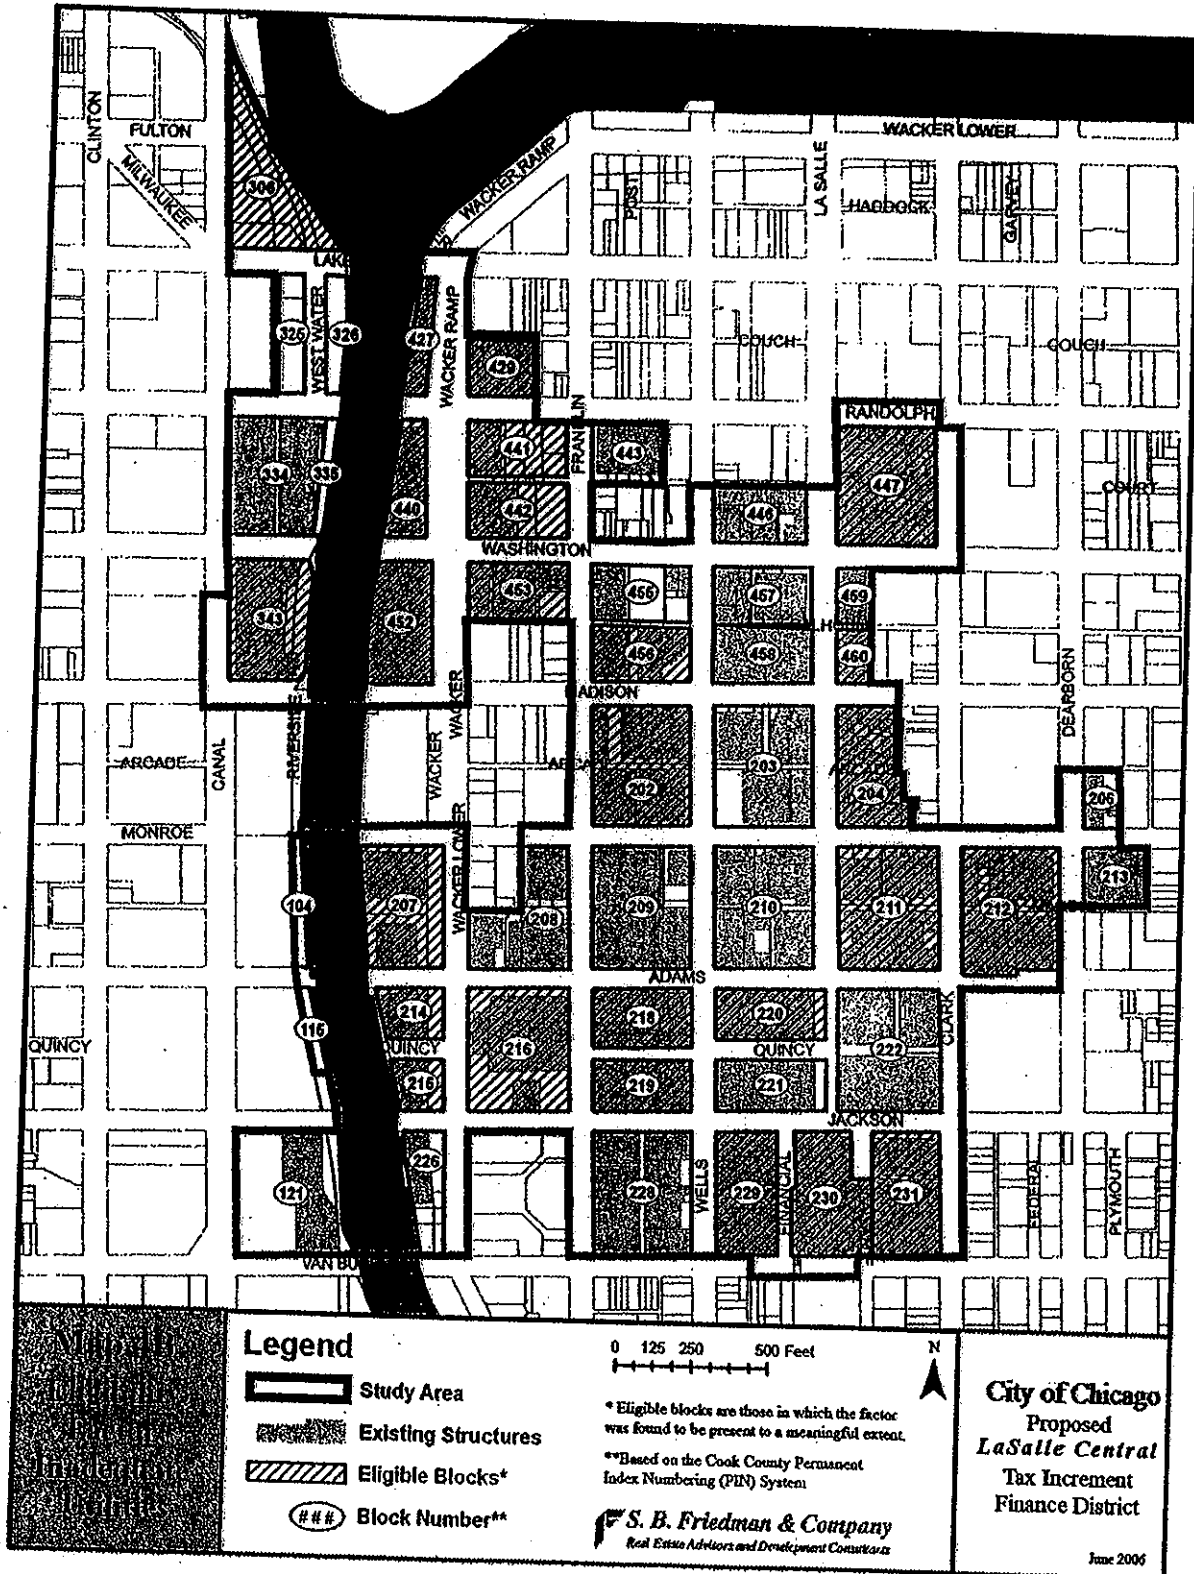 CLINTON
FULTON
MILWAUKEE
306
WACKER RAMP
POST
LA SALLE
WACKER LOWER
HADDOCK
GARVEY
325
WEST WATER
326
427
WACKER RAMP
429
COUCH
COUCH
RANDOLPH
334
335
440
441
442
FRANKLIN
443
446
447
COURT
WASHINGTON
343
452
453
455
456
457
458
459
460
WACKER
DEARBORN
ARCADE
CANAL
RIVERSIDE
WACKER
202
203
204
206
MONROE
WACKER LOWER
104
207
208
209
210
211
212
213
ADAMS
116
214
QUINCY
QUINCY
215
216
218
219
220
QUINCY
221
222
CLARK
JACKSON
121
226
228
WELLS
229
FINANCIAL
230
231
FEDERAL
PLYMOUTH
Legend
Study Area
Existing Structures
Eligible Blocks*
### Block Number**
0 125 250 500 Feet
N
* Eligible blocks are those in which the factor
was found to be present to a meaningful extent.
**Based on the Cook County Permanent
Index Numbering (PIN) System
S. B. Friedman & Company
Real Estate Advisors and Development Consultants
City of Chicago
Proposed
LaSalle Central
Tax Increment
Finance District
June 2006